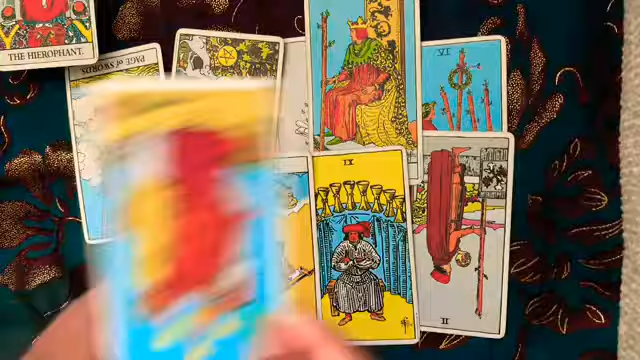 THE HIEROPHANT.
PAGE of SWORDS.
VI
IX
II